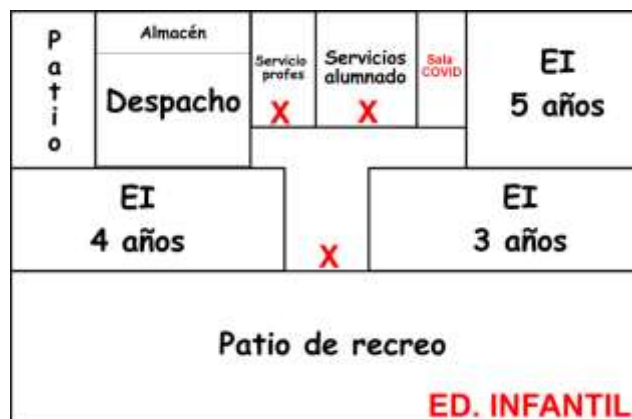 Patio
Almacén
Despacho
Servicio
profes
X
Servicios
alumnado
X
Sala
COVID
EI
5 años
EI
4 años
X
EI
3 años
Patio de recreo
ED. INFANTIL